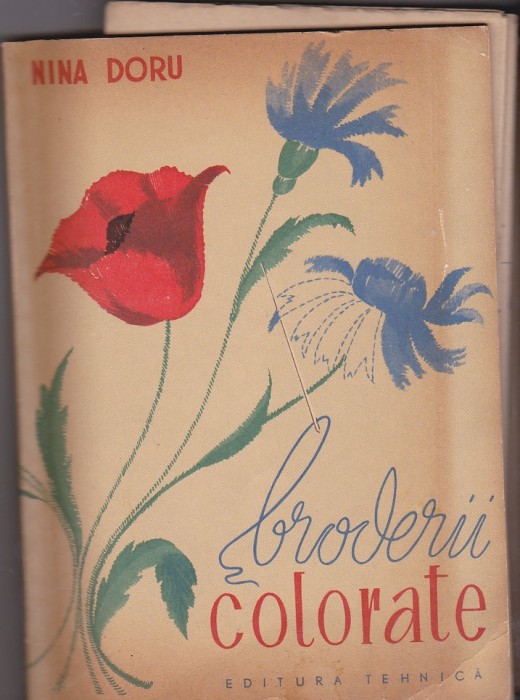 NINA DORU
broderii
colorate
EDITURA TEHNICĂ